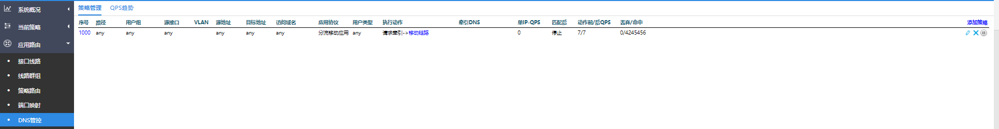 系统概况
当前策略
应用路由
接口线路
线路群组
策略路由
端口映射
DNS管控
策略管理 QPS趋势
序号 路径 用户组 源接口 VLAN 源地址 目标地址 访问域名 应用协议 用户类型 执行动作 牵引DNS 单IP-QPS 匹配后 动作前/后QPS 丢弃/命中 添加策略
1000 any any any any any any 分流移动应用 any 请求牵引->移动链路 0 停止 7/7 0/4245456